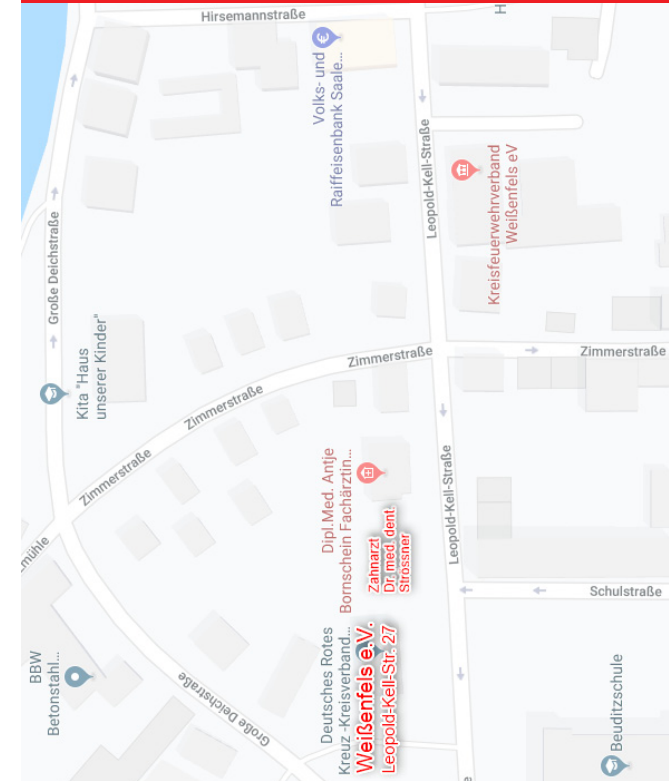 Hirsemannstraße
Volks- und
Raiffeisenbank Saale...
Leopold-Kell-Straße
Kreisfeuerwehrverband
Weißenfels eV
Große Deichstraße
Kita "Haus
unserer Kinder"
Zimmerstraße
Zimmerstraße
Zimmerstraße
Zimmerstraße
Dipl.Med. Antje
Bornschein Fachärztin...
Zahnarzt
Dr. med. dent.
Strossner
Leopold-Kell-Straße
Schulstraße
BBW
Betonstahl...
Große Deichstraße
Deutsches Rotes
Kreuz -Kreisverband...
Weißenfels e.V.
Leopold-Kell-Str. 27
Beuditzschule